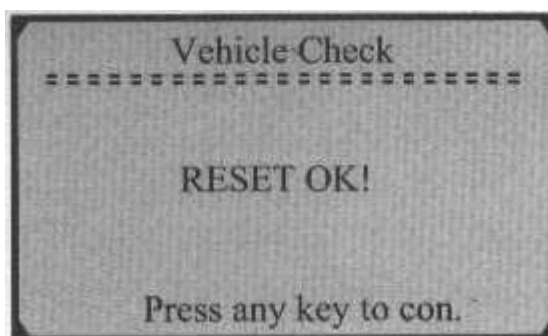 Vehicle Check
====================
RESET OK!
Press any key to con.